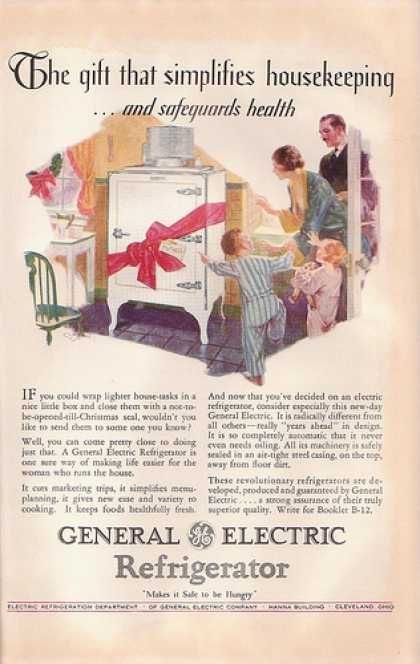 The gift that simplifies housekeeping
... and safeguards health
IF you could wrap lighter house-tasks in a
nice little box and close them with a not-to-
be-opened-till-Christmas seal, wouldn't you
like to send them to some one you know?
Well, you can come pretty close to doing
just that. A General Electric Refrigerator is
one sure way of making life easier for the
woman who runs the house.
It cuts marketing trips, it simplifies menu-
planning, it gives new ease and variety to
cooking. It keeps foods healthfully fresh.
And now that you've decided on an electric
refrigerator, consider especially this new-day
General Electric. It is radically different from
all others—really "years ahead" in design.
It is so completely automatic that it never
even needs oiling. All its machinery is safely
sealed in an air-tight steel casing, on the top,
away from floor dirt.
These revolutionary refrigerators are de-
veloped, produced and guaranteed by General
Electric . . . . a strong assurance of their truly
superior quality. Write for Booklet B-12.
GENERAL GE ELECTRIC
Refrigerator
"Makes it Safe to be Hungry"
ELECTRIC REFRIGERATION DEPARTMENT · OF GENERAL ELECTRIC COMPANY · HANNA BUILDING · CLEVELAND, OHIO